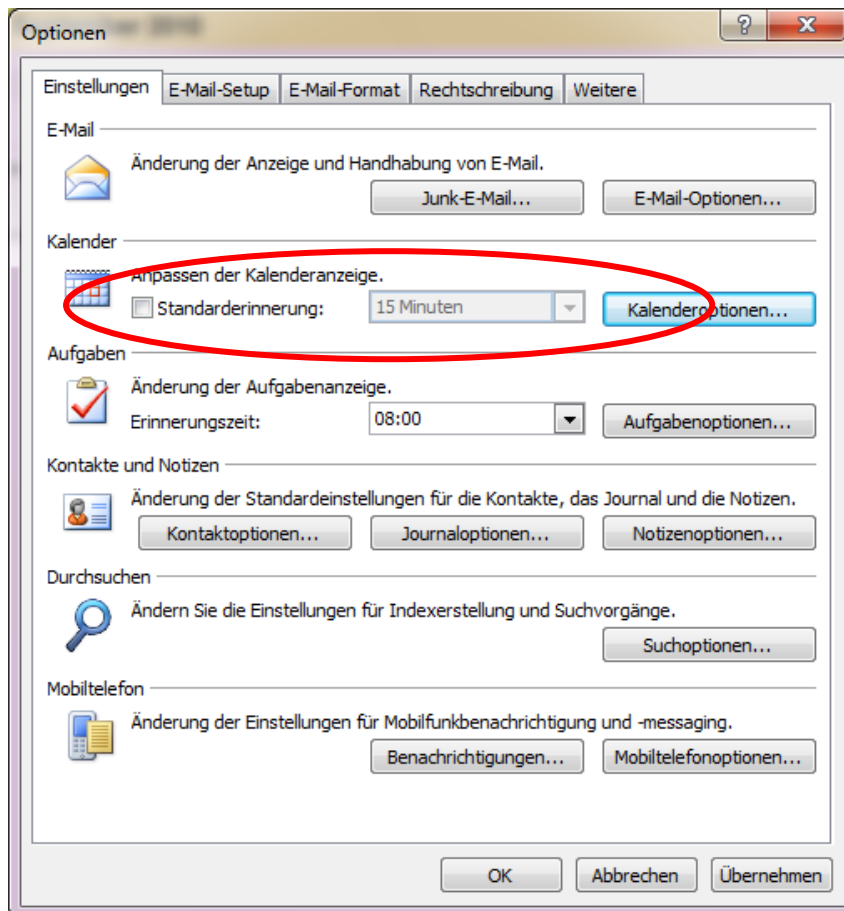 Optionen
Einstellungen E-Mail-Setup E-Mail-Format Rechtschreibung Weitere
E-Mail
Änderung der Anzeige und Handhabung von E-Mail.
Junk-E-Mail... E-Mail-Optionen...
Kalender
Anpassen der Kalenderanzeige.
Standarderinnerung: 15 Minuten Kalenderoptionen...
Aufgaben
Änderung der Aufgabenanzeige.
Erinnerungszeit: 08:00 Aufgabenoptionen...
Kontakte und Notizen
Änderung der Standardeinstellungen für die Kontakte, das Journal und die Notizen.
Kontaktoptionen... Journaloptionen... Notizenoptionen...
Durchsuchen
Ändern Sie die Einstellungen für Indexerstellung und Suchvorgänge.
Suchoptionen...
Mobiltelefon
Änderung der Einstellungen für Mobilfunkbenachrichtigung und -messaging.
Benachrichtigungen... Mobiltelefonoptionen...
OK Abbrechen Übernehmen